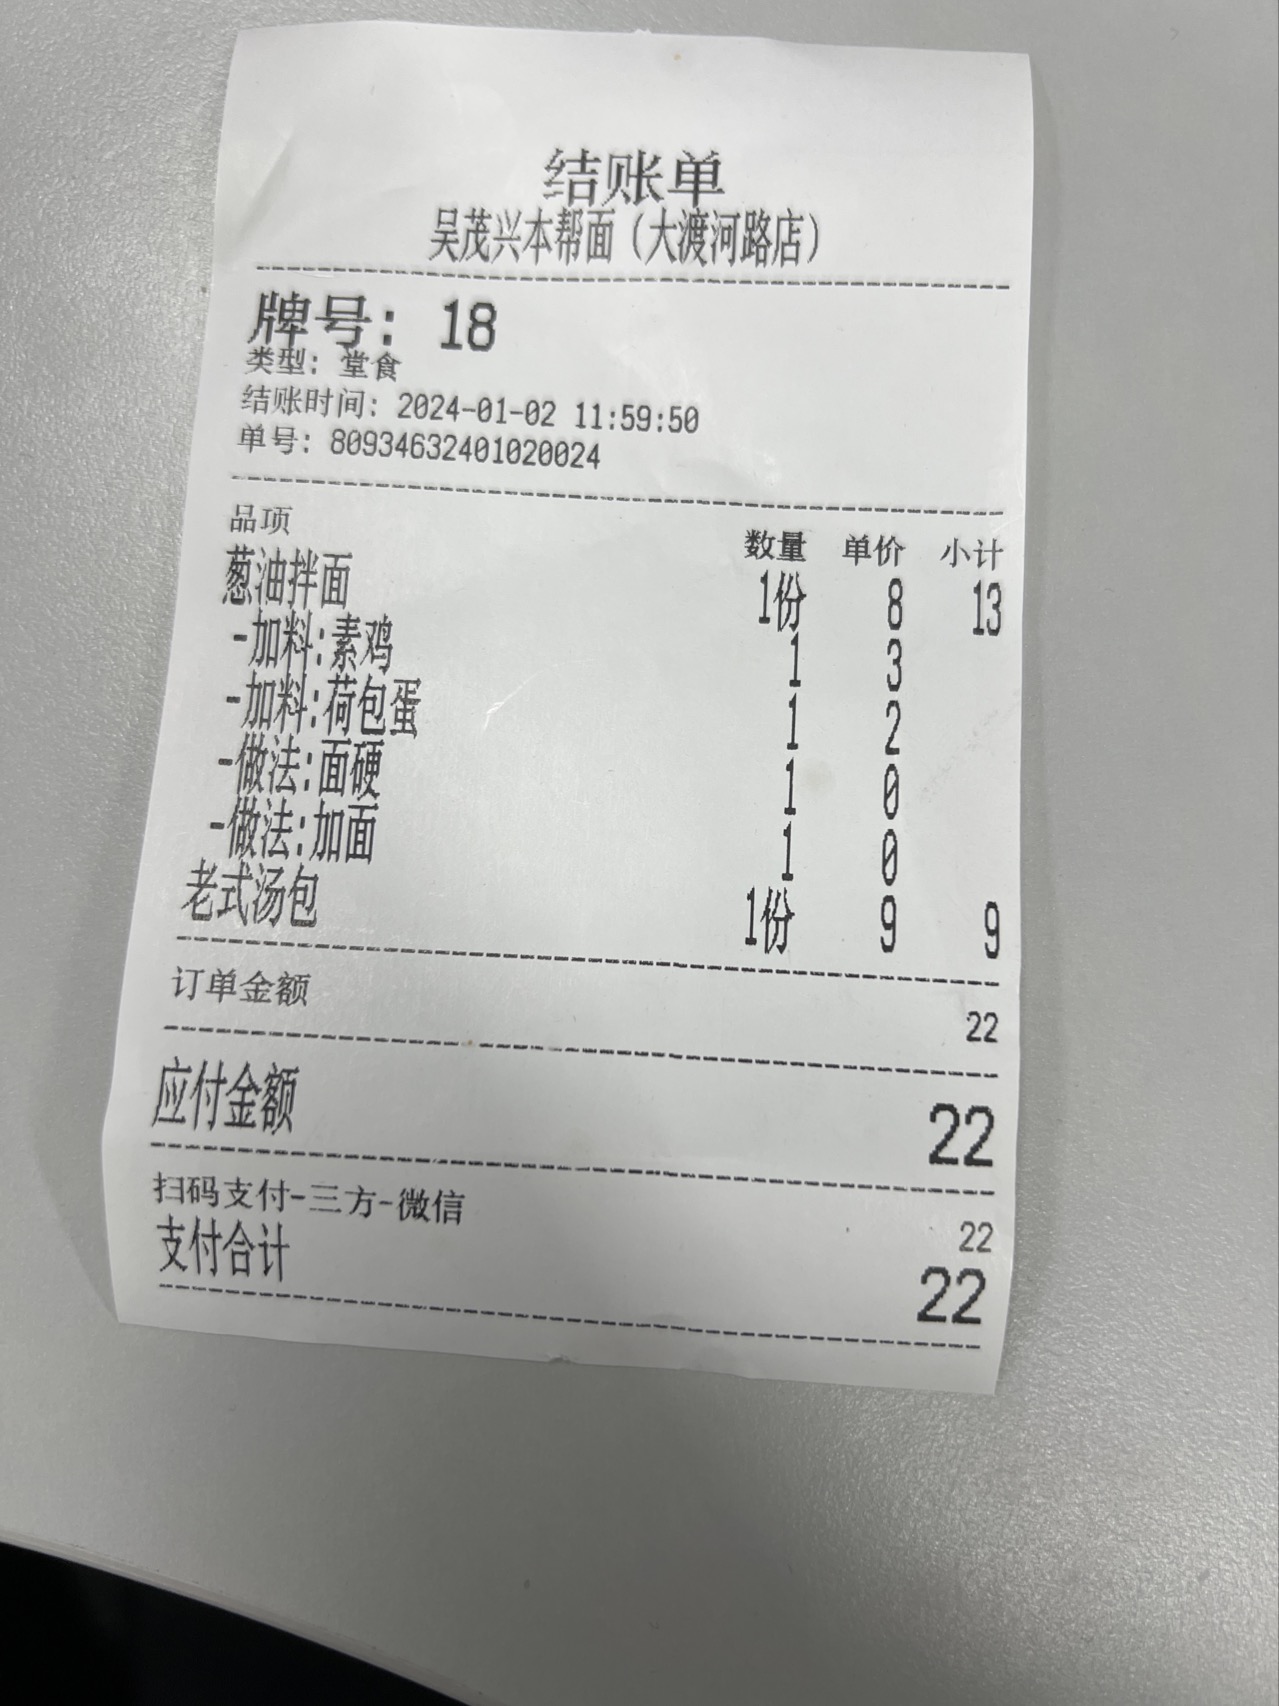 结账单
吴茂兴本帮面（大渡河路店）
牌号: 18
类型: 堂食
结账时间: 2024-01-02 11:59:50
单号: 80934632401020024
品项 数量 单价 小计
葱油拌面 1份 8 13
-加料:素鸡 1 3
-加料:荷包蛋 1 2
-做法:面硬 1 0
-做法:加面 1 0
老式汤包 1份 9 9
订单金额 22
应付金额 22
扫码支付-三方-微信 22
支付合计 22